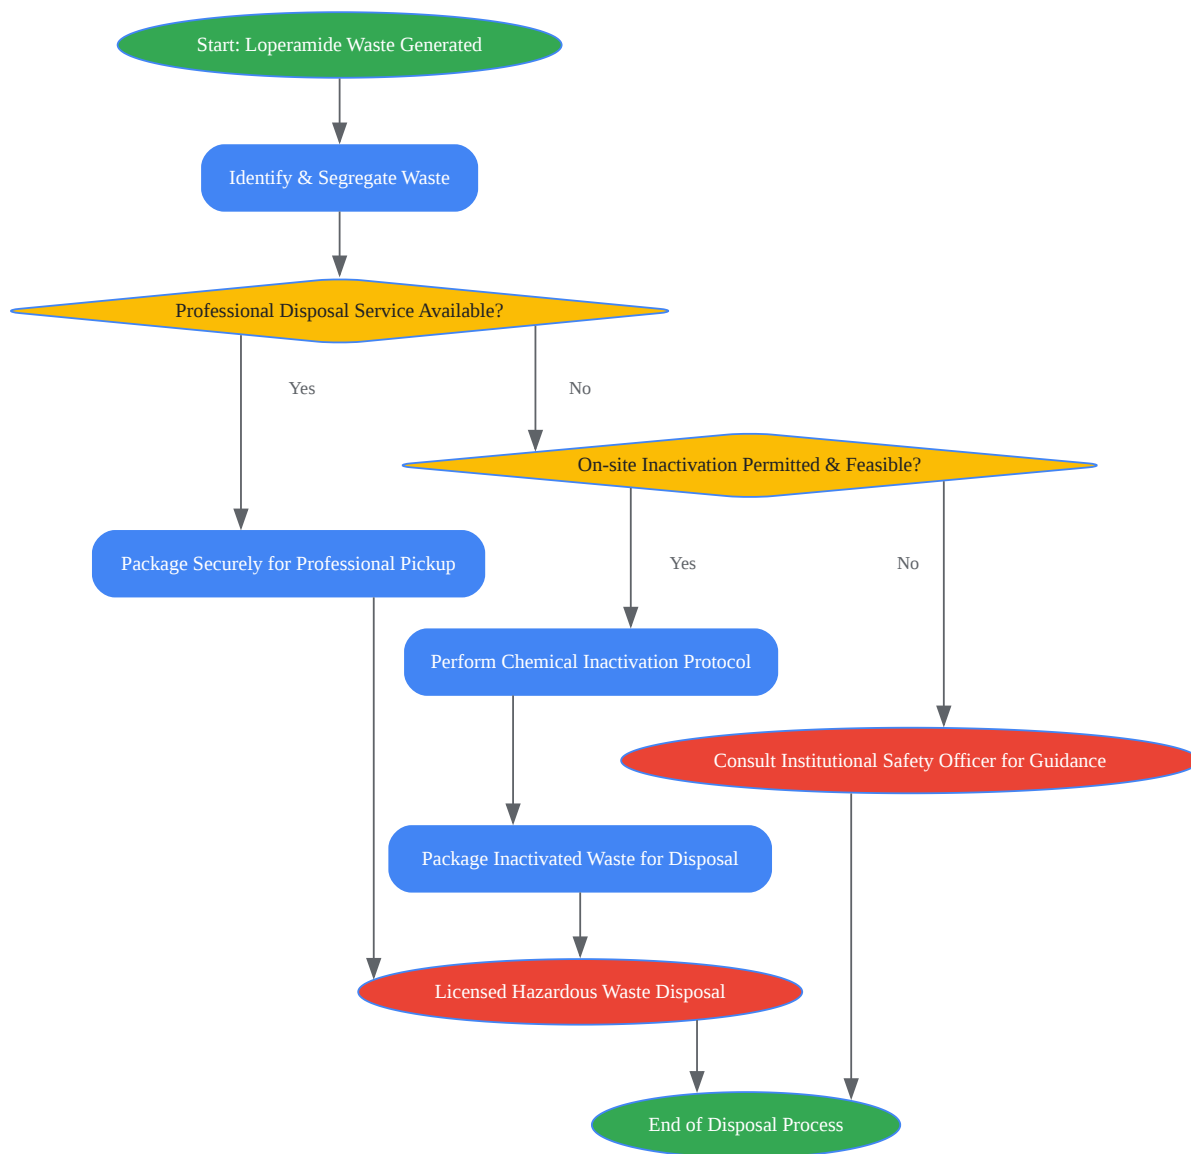 Start: Loperamide Waste Generated
Identify & Segregate Waste
Professional Disposal Service Available?
Yes
No
On-site Inactivation Permitted & Feasible?
Package Securely for Professional Pickup
Yes
No
Perform Chemical Inactivation Protocol
Consult Institutional Safety Officer for Guidance
Package Inactivated Waste for Disposal
Licensed Hazardous Waste Disposal
End of Disposal Process